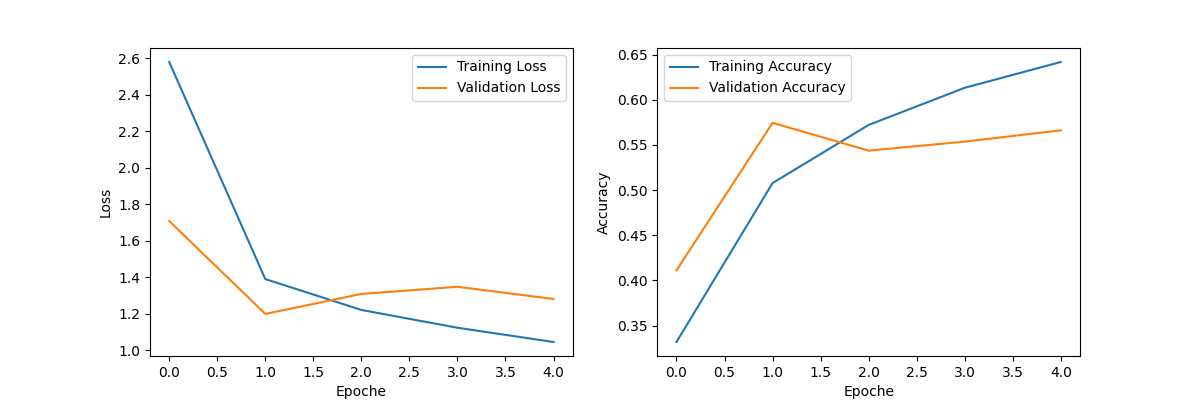 Training Loss
Validation Loss
2.6
2.4
2.2
2.0
1.8
1.6
1.4
1.2
1.0
Loss
0.0 0.5 1.0 1.5 2.0 2.5 3.0 3.5 4.0
Epoche
Training Accuracy
Validation Accuracy
0.65
0.60
0.55
0.50
0.45
0.40
0.35
Accuracy
0.0 0.5 1.0 1.5 2.0 2.5 3.0 3.5 4.0
Epoche